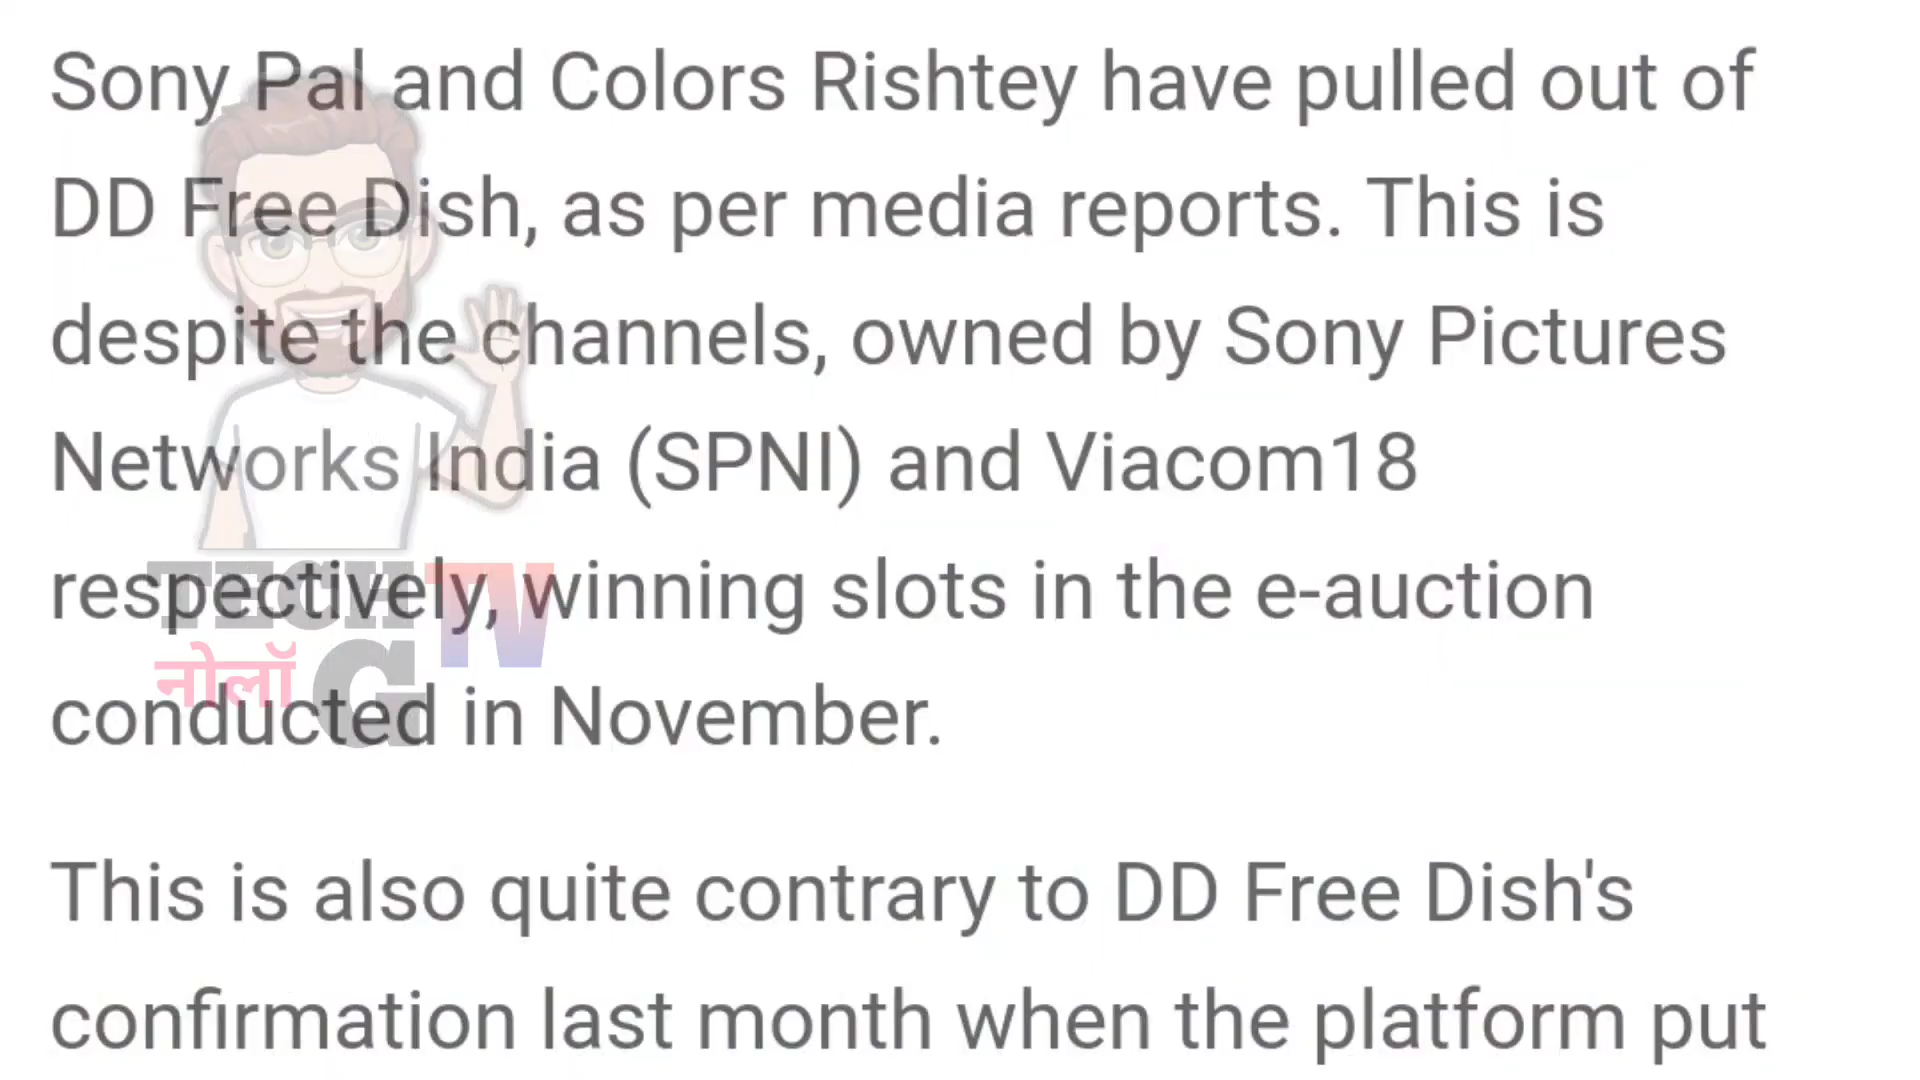 Sony Pal and Colors Rishtey have pulled out of
DD Free Dish, as per media reports. This is
despite the channels, owned by Sony Pictures
Networks India (SPNI) and Viacom18
respectively, winning slots in the e-auction
conducted in November.
This is also quite contrary to DD Free Dish's
confirmation last month when the platform put
TECH TV
नोलॉ G